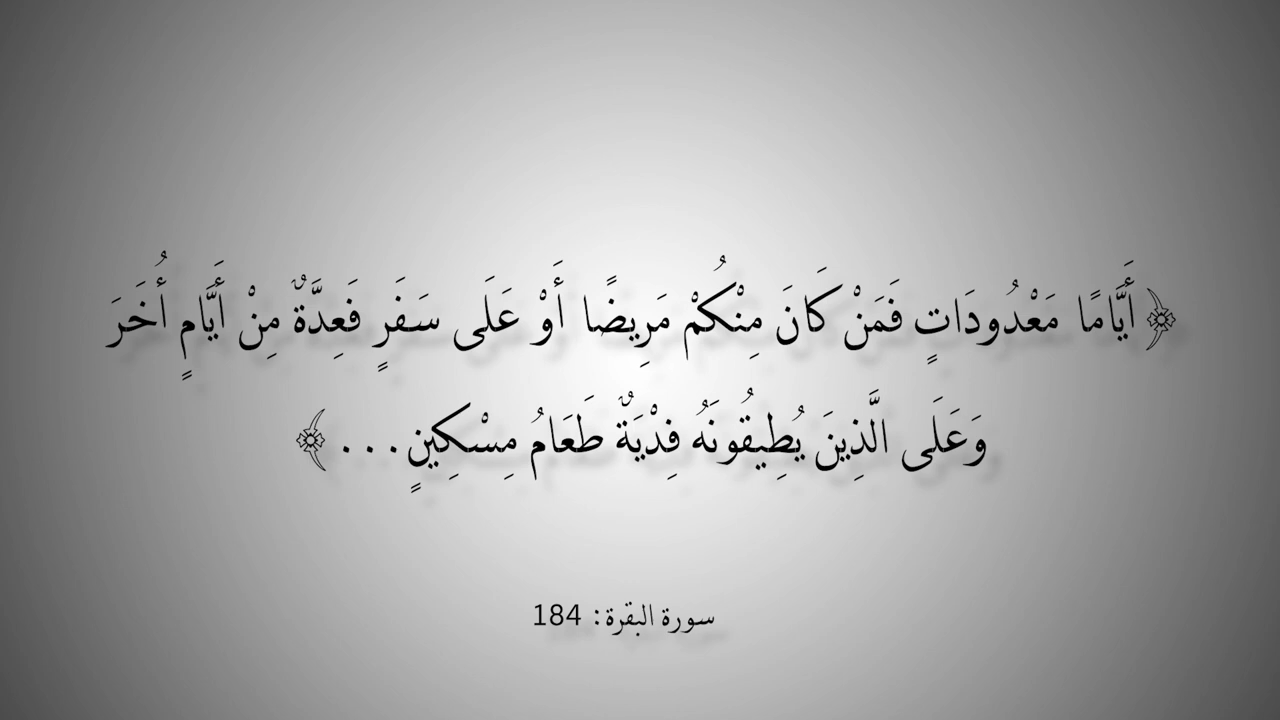 ﴿ أَيَّامًا مَعْدُودَاتٍ فَمَنْ كَانَ مِنْكُمْ مَرِيضًا أَوْ عَلَى سَفَرٍ فَعِدَّةٌ مِنْ أَيَّامٍ أُخَرَ
وَعَلَى الَّذِينَ يُطِيقُونَهُ فِدْيَةٌ طَعَامُ مِسْكِينٍ... ﴾
سورة البقرة: 184